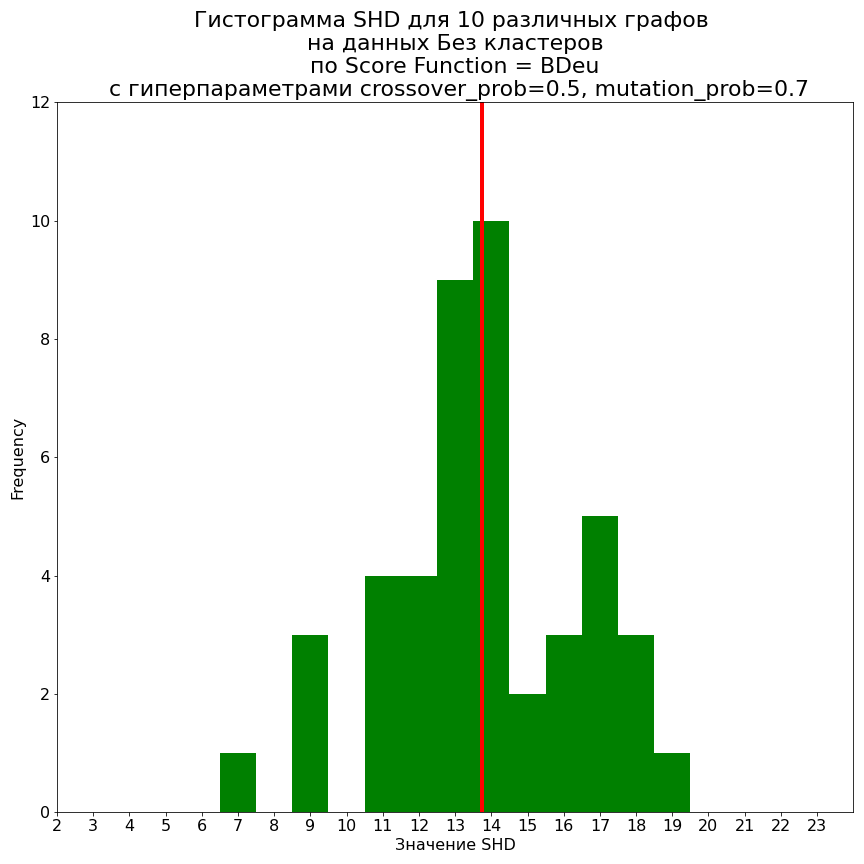 Гистограмма SHD для 10 различных графов
на данных Без кластеров
по Score Function = BDeu
с гиперпараметрами crossover_prob=0.5, mutation_prob=0.7
12
10
8
6
4
2
0
Frequency
2 3 4 5 6 7 8 9 10 11 12 13 14 15 16 17 18 19 20 21 22 23
Значение SHD